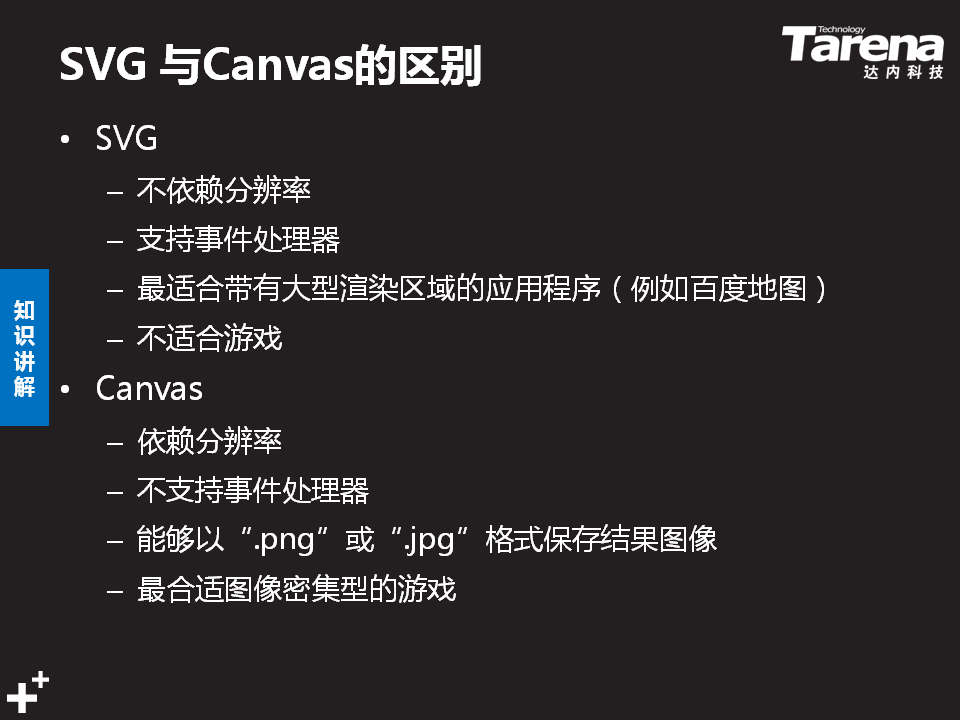 SVG 与Canvas的区别
Technology
Tarena
达内科技
• SVG
– 不依赖分辨率
– 支持事件处理器
– 最适合带有大型渲染区域的应用程序（例如百度地图）
– 不适合游戏
知识讲解
• Canvas
– 依赖分辨率
– 不支持事件处理器
– 能够以“.png”或“.jpg”格式保存结果图像
– 最合适图像密集型的游戏